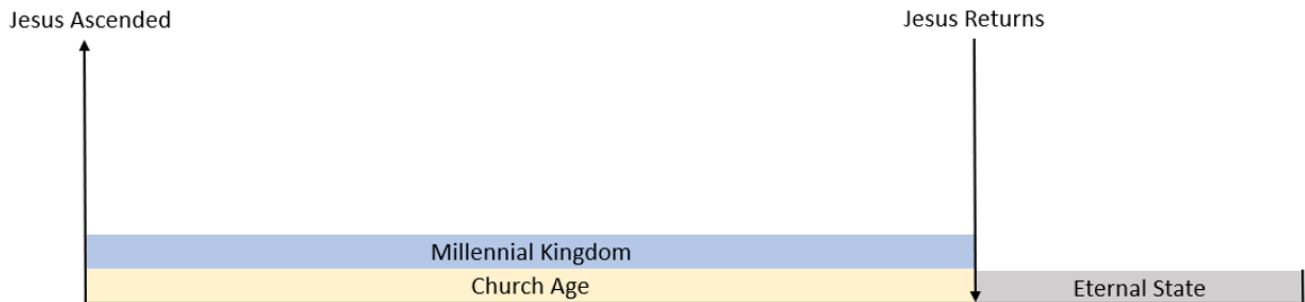 Jesus Ascended
Jesus Returns
Millennial Kingdom
Church Age
Eternal State